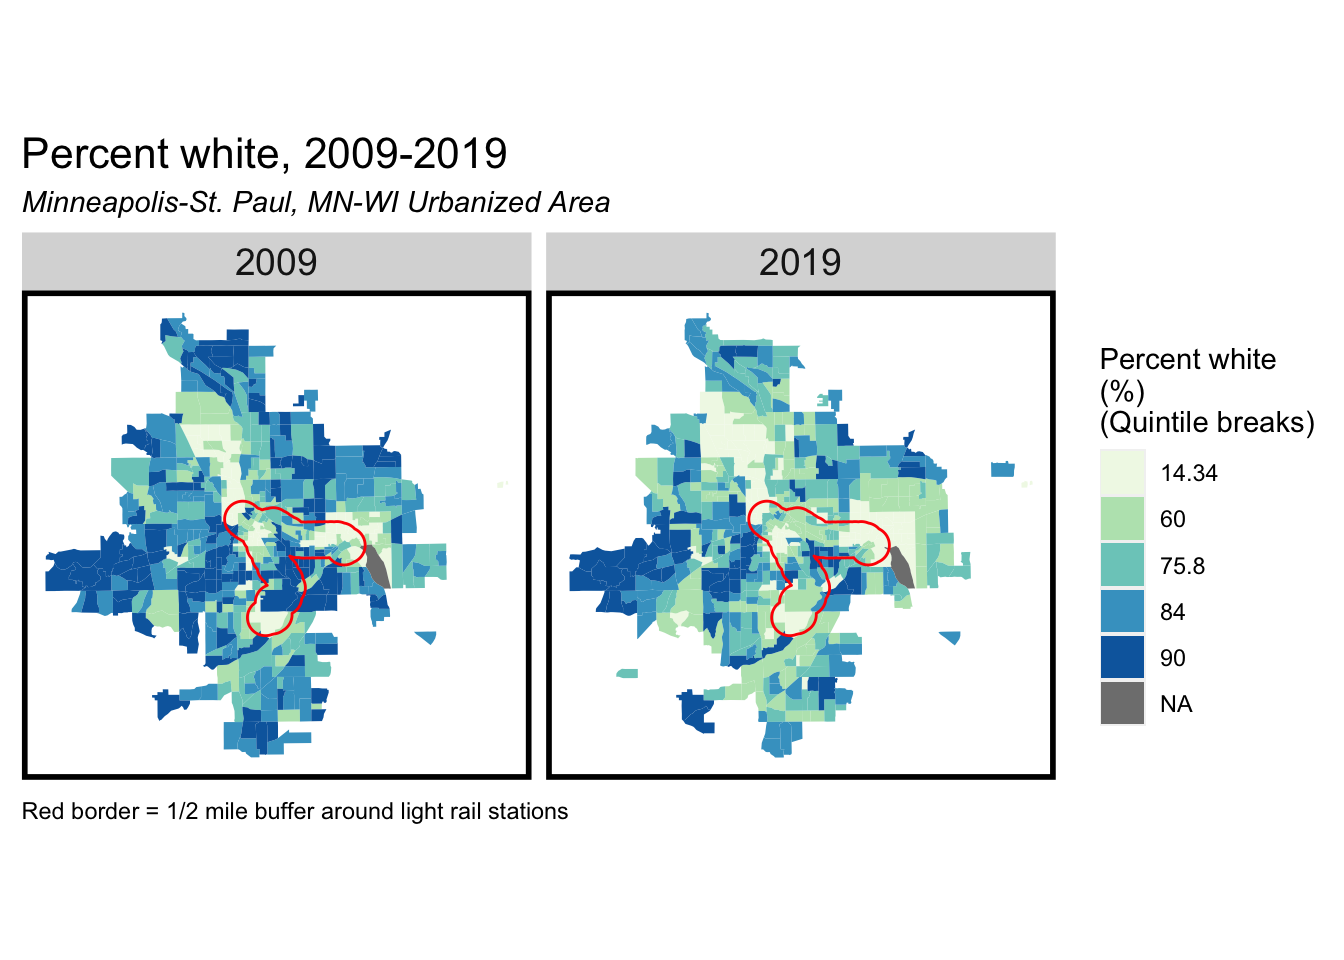 Percent white, 2009-2019
Minneapolis-St. Paul, MN-WI Urbanized Area
2009
2019
Percent white
(%)
(Quintile breaks)
14.34
60
75.8
84
90
NA
Red border = 1/2 mile buffer around light rail stations